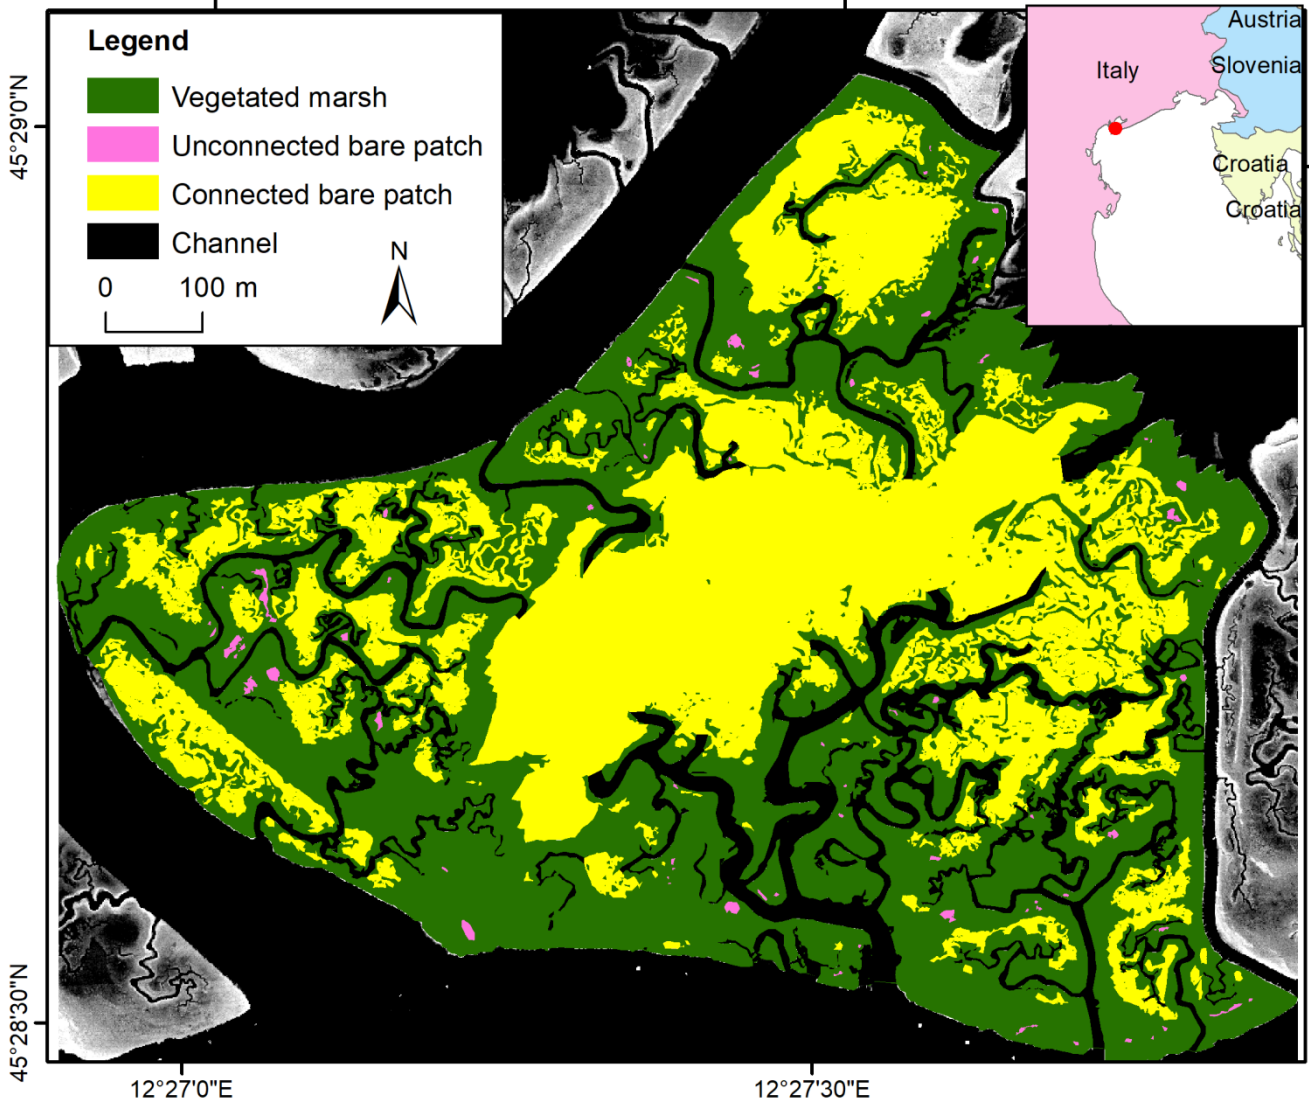 Legend
Vegetated marsh
Unconnected bare patch
Connected bare patch
Channel
N
0 100 m
Austria
Italy
Slovenia
Croatia
Croatia
45°29'0"N
45°28'30"N
12°27'0"E
12°27'30"E